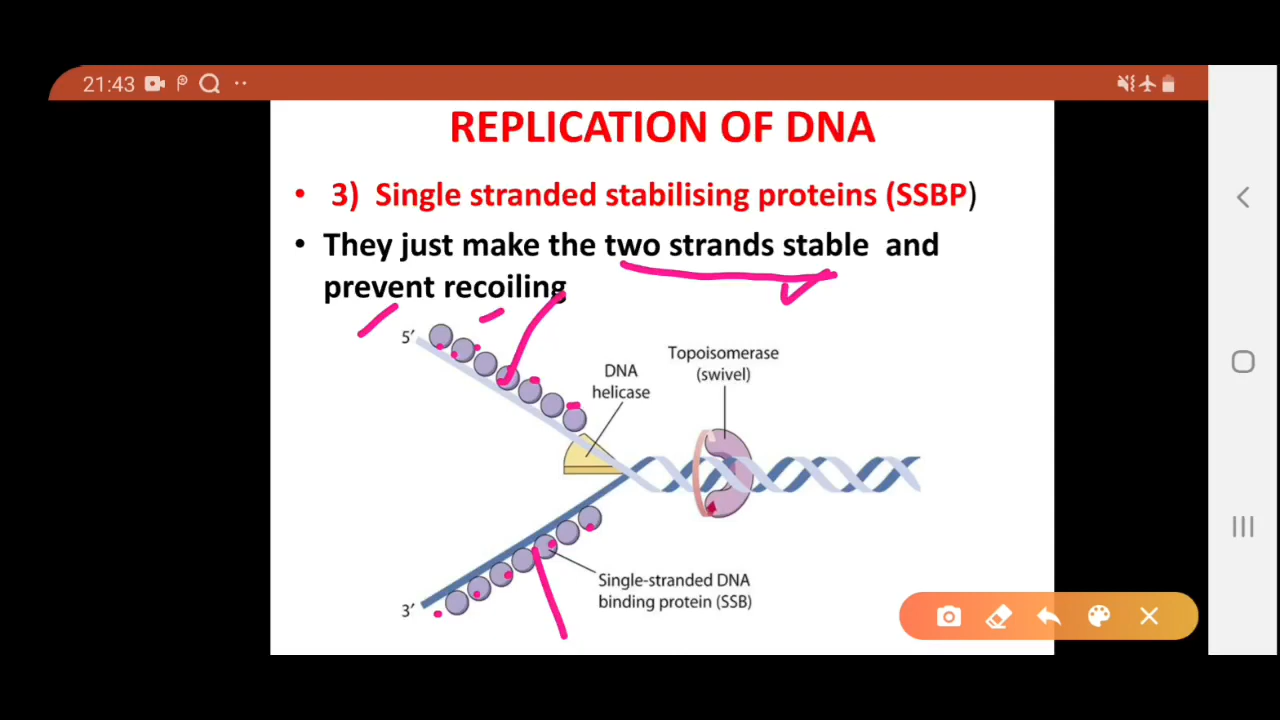 21:43
REPLICATION OF DNA
• 3) Single stranded stabilising proteins (SSBP)
• They just make the two strands stable and
prevent recoiling
5′
Topoisomerase
(swivel)
DNA
helicase
Single-stranded DNA
binding protein (SSB)
3′